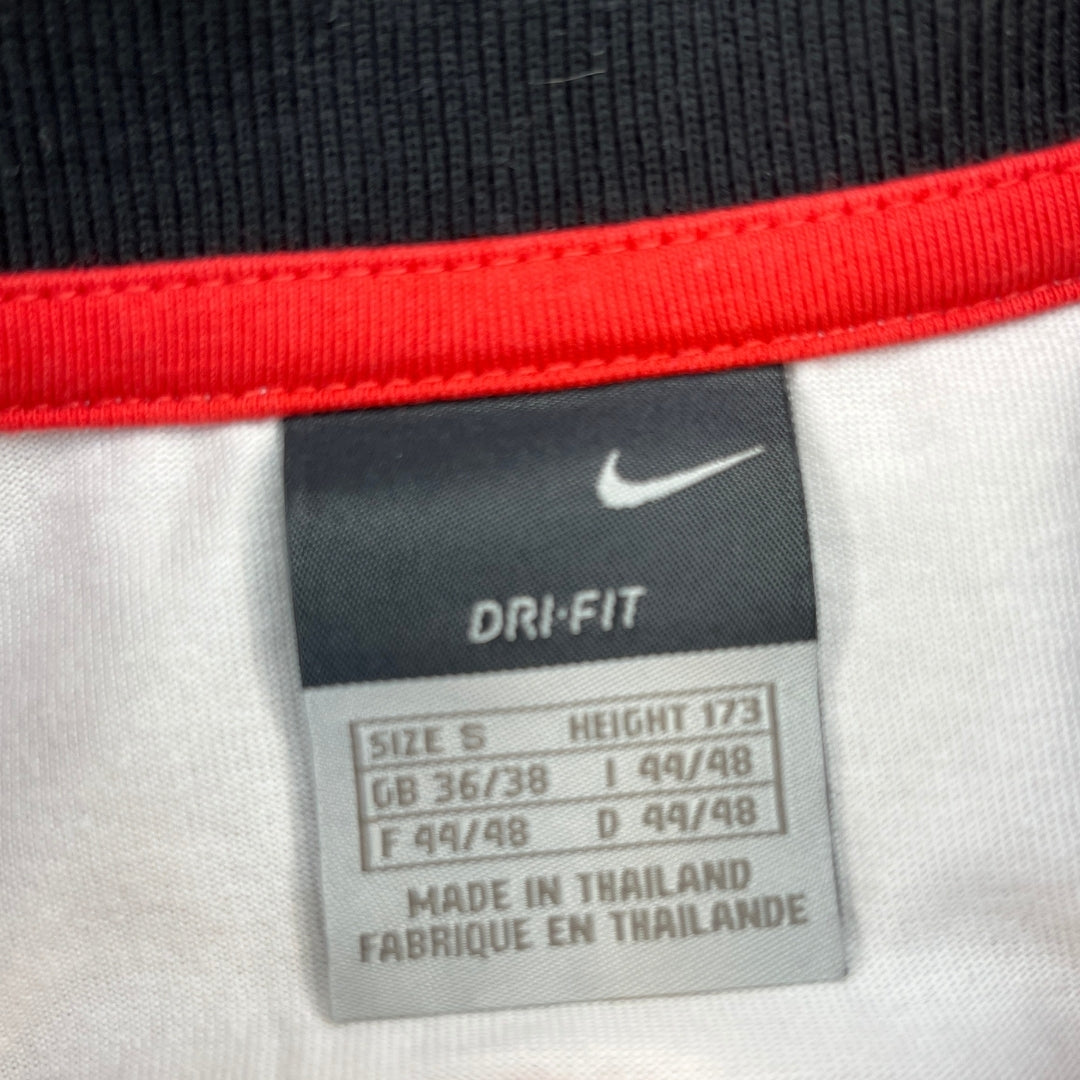 DRI-FIT
SIZE S HEIGHT 173
GB 36/38 I 44/48
F 44/48 D 44/48
MADE IN THAILAND
FABRIQUE EN THAILANDE